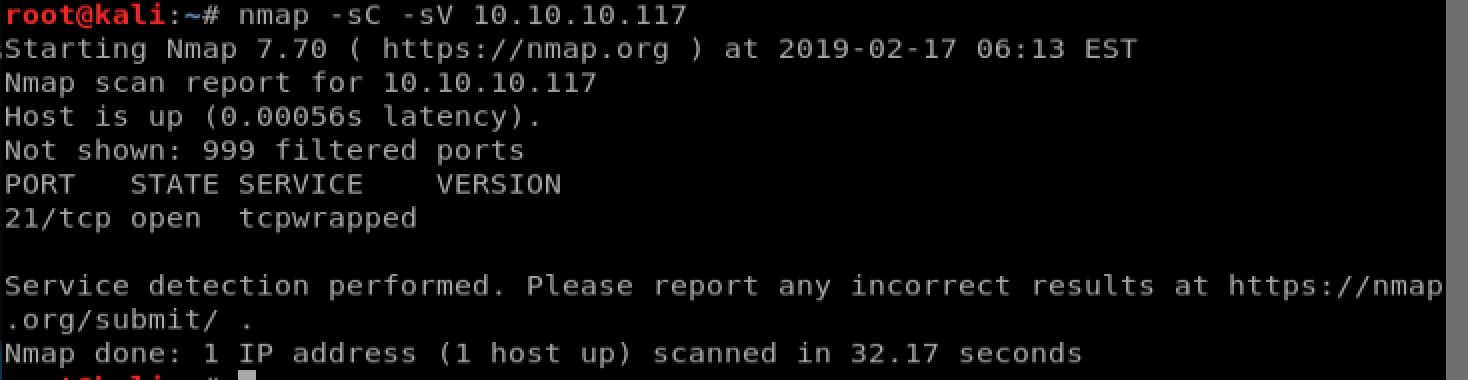 root@kali:~# nmap -sC -sV 10.10.10.117
Starting Nmap 7.70 ( https://nmap.org ) at 2019-02-17 06:13 EST
Nmap scan report for 10.10.10.117
Host is up (0.00056s latency).
Not shown: 999 filtered ports
PORT   STATE SERVICE    VERSION
21/tcp open  tcpwrapped
Service detection performed. Please report any incorrect results at https://nmap
.org/submit/ .
Nmap done: 1 IP address (1 host up) scanned in 32.17 seconds